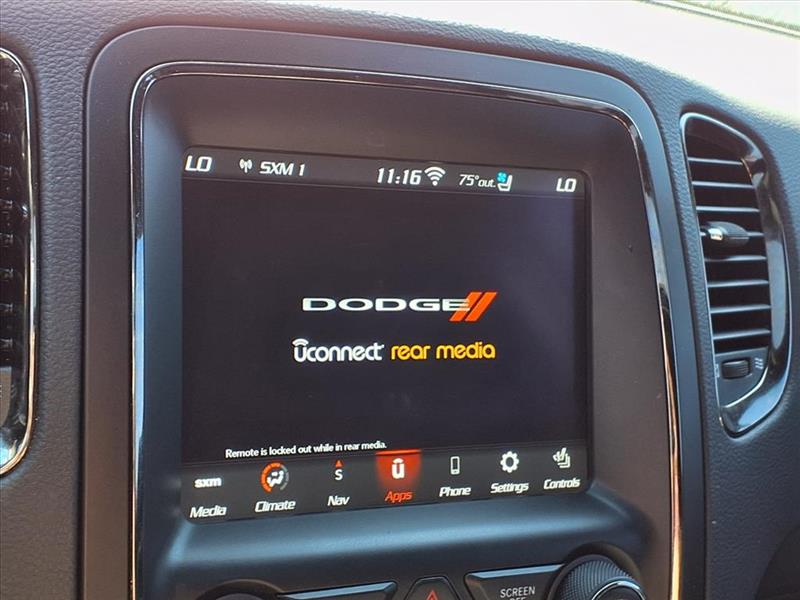 LO SXM 1 11:16 75° out. LO
DODGE
uconnect rear media
Remote is locked out while in rear media.
sxm S u
Media Climate Nav Apps Phone Settings Controls
SCREEN
OFF